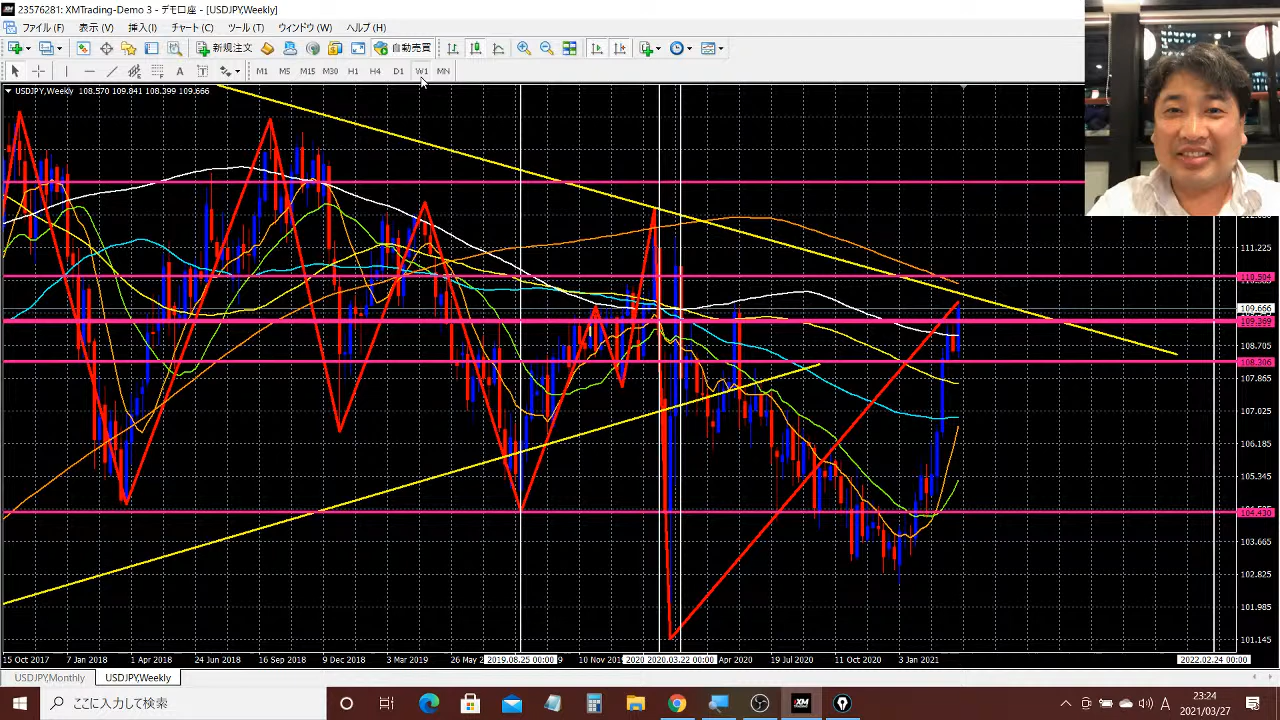 23576281: XMTrading-Demo 3 - デモ口座 - [USDJPY,Weekly]
ファイル (F) 表示 (V) 挿入(I) チャート(C) ツール (T) ウィンドウ (W) ヘルプ (H)
新規注文 自動売買
A T M1 M5 M15 M30 H1 H4 D1 W1 MN
USDJPY,Weekly 108.570 109.841 108.399 109.666
111.225
110.504
109.666
109.369
108.705
108.206
107.865
107.025
106.185
105.345
104.430
103.665
102.825
101.985
101.145
15 Oct 2017 7 Jan 2018 1 Apr 2018 24 Jun 2018 16 Sep 2018 9 Dec 2018 3 Mar 2019 26 May 2019.08.25 00:00 9 10 Nov 2020 2020.03.22 00:00 Apr 2020 19 Jul 2020 11 Oct 2020 3 Jan 2021 2022.02.24 00:00
USDJPY,Monthly USDJPY,Weekly
ここに入力して検索
XM
A
23:24
2021/03/27